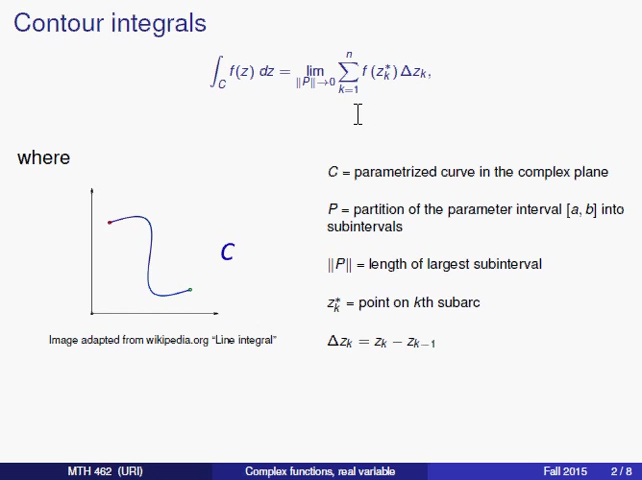 Contour integrals
∫_C f(z) dz = lim_{‖P‖→0} ∑_{k=1}^{n} f (z_k^*) Δz_k,
where
C = parametrized curve in the complex plane
P = partition of the parameter interval [a, b] into
subintervals
‖P‖ = length of largest subinterval
z_k^* = point on kth subarc
Δz_k = z_k − z_{k−1}
C
Image adapted from wikipedia.org “Line integral”
MTH 462 (URI) Complex functions, real variable Fall 2015 2 / 8